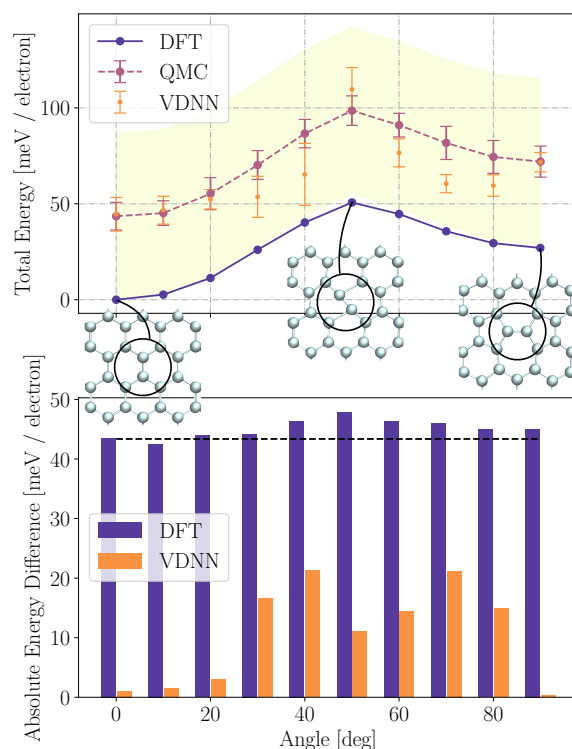 DFT
QMC
VDNN
Total Energy [meV / electron]
100
50
0
Absolute Energy Difference [meV / electron]
50
40
30
20
10
0
DFT
VDNN
0
20
40
60
80
Angle [deg]